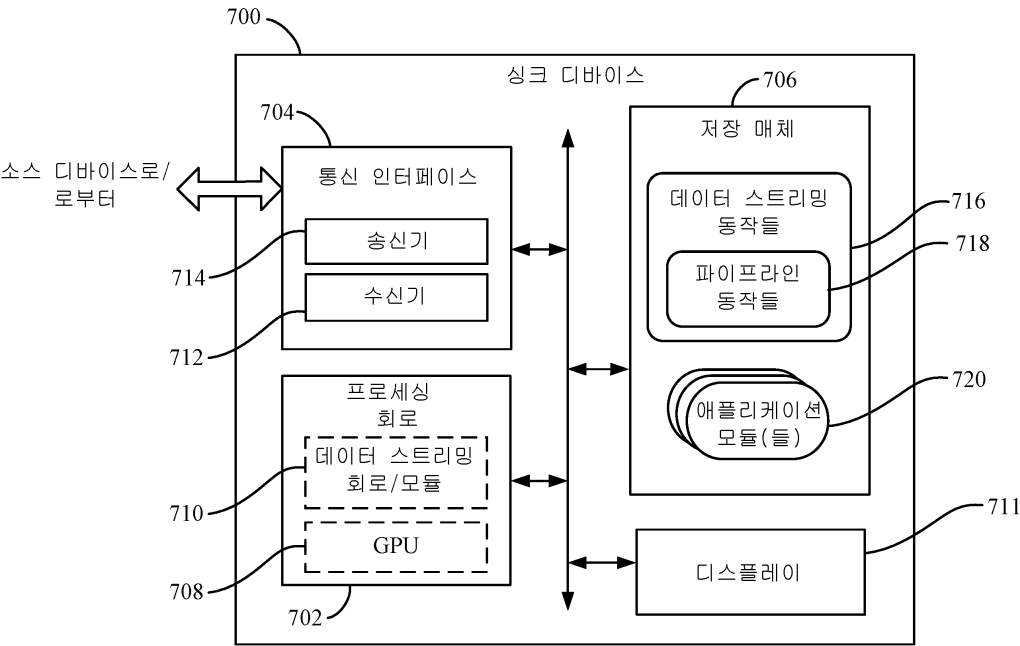 700
싱크 디바이스
704
통신 인터페이스
소스 디바이스로/
로부터
송신기
714
수신기
712
706
저장 매체
데이터 스트리밍
동작들
716
718
파이프라인
동작들
프로세싱
회로
데이터 스트리밍
회로/모듈
710
GPU
708
702
720
애플리케이션
모듈(들)
711
디스플레이